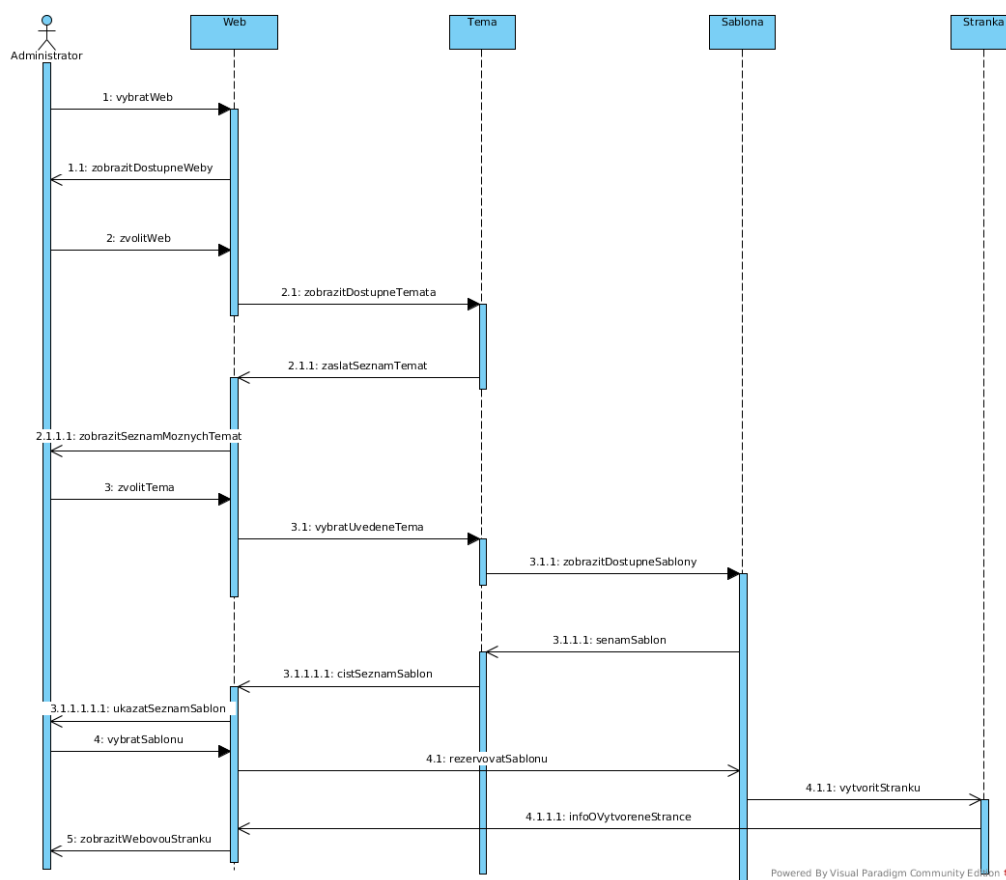 Web
Tema
Sablona
Stranka
Administrator
1: vybratWeb
1.1: zobrazitDostupneWeby
2: zvolitWeb
2.1: zobrazitDostupneTemata
2.1.1: zaslatSeznamTemat
2.1.1.1: zobrazitSeznamMoznychTemat
3: zvolitTema
3.1: vybratUvedeneTema
3.1.1: zobrazitDostupneSablony
3.1.1.1: senamSablon
3.1.1.1.1: cistSeznamSablon
3.1.1.1.1.1: ukazatSeznamSablon
4: vybratSablonu
4.1: rezervovatSablonu
4.1.1: vytvoritStranku
4.1.1.1: infoOVytvoreneStrance
5: zobrazitWebovouStranku
Powered By Visual Paradigm Community Edition